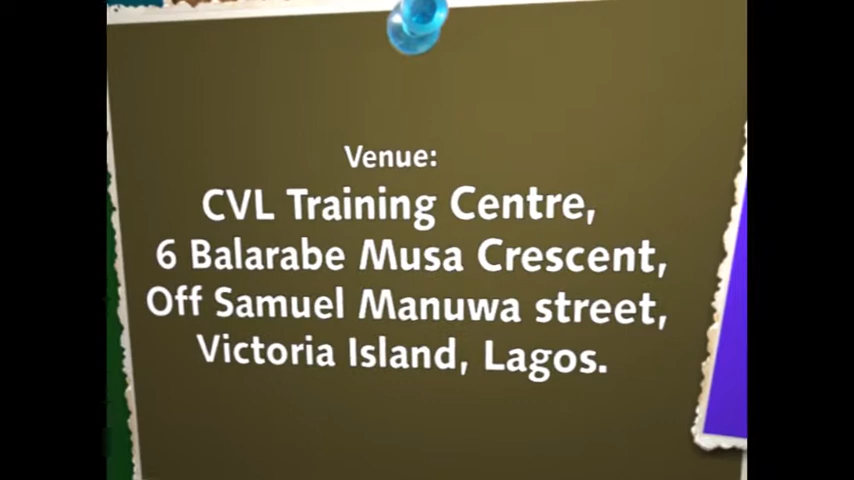 Venue:
CVL Training Centre,
6 Balarabe Musa Crescent,
Off Samuel Manuwa street,
Victoria Island, Lagos.